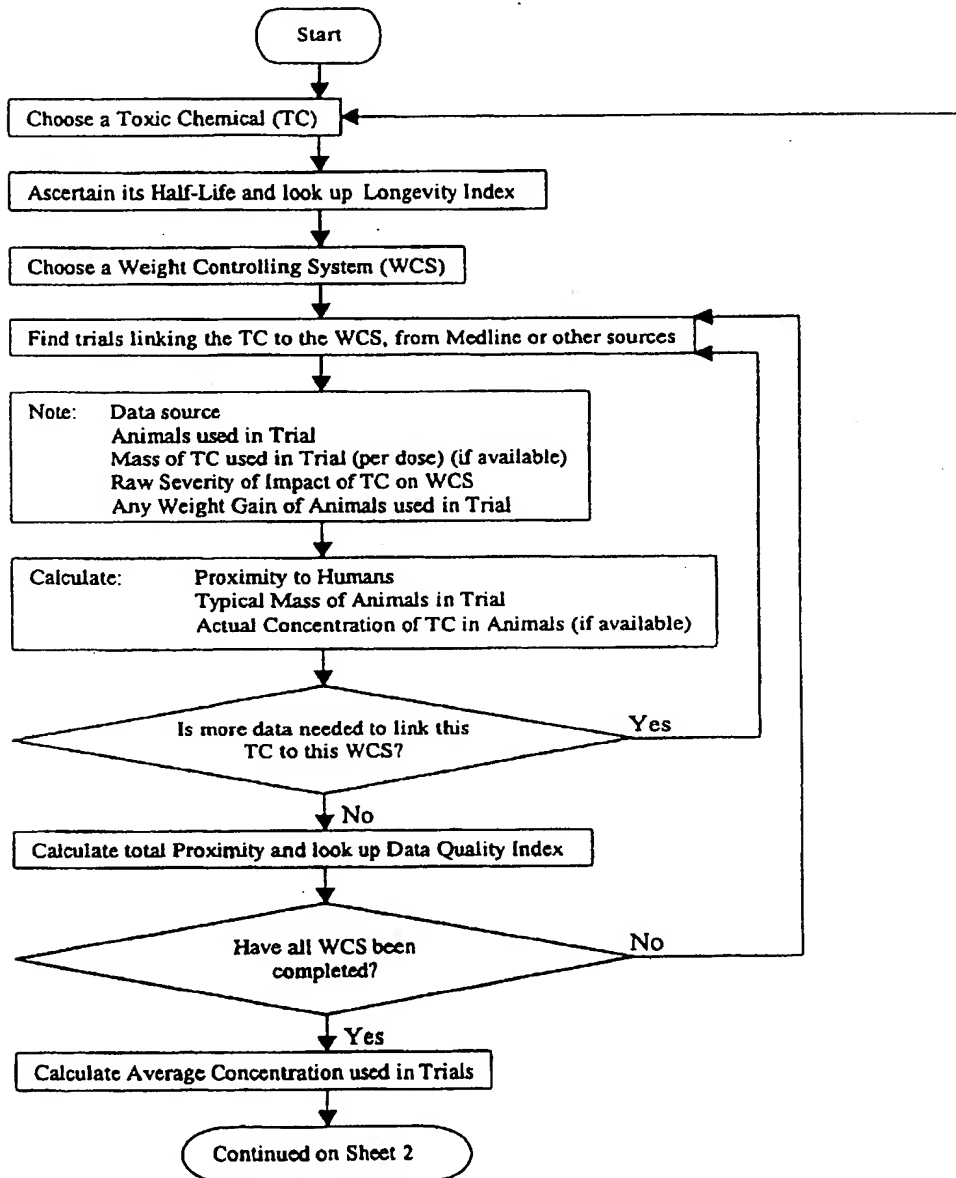 Start
Choose a Toxic Chemical (TC)
Ascertain its Half-Life and look up Longevity Index
Choose a Weight Controlling System (WCS)
Find trials linking the TC to the WCS, from Medline or other sources
Note: Data source
Animals used in Trial
Mass of TC used in Trial (per dose) (if available)
Raw Severity of Impact of TC on WCS
Any Weight Gain of Animals used in Trial
Calculate: Proximity to Humans
Typical Mass of Animals in Trial
Actual Concentration of TC in Animals (if available)
Is more data needed to link this
TC to this WCS?
Yes
No
Calculate total Proximity and look up Data Quality Index
Have all WCS been
completed?
No
Yes
Calculate Average Concentration used in Trials
Continued on Sheet 2